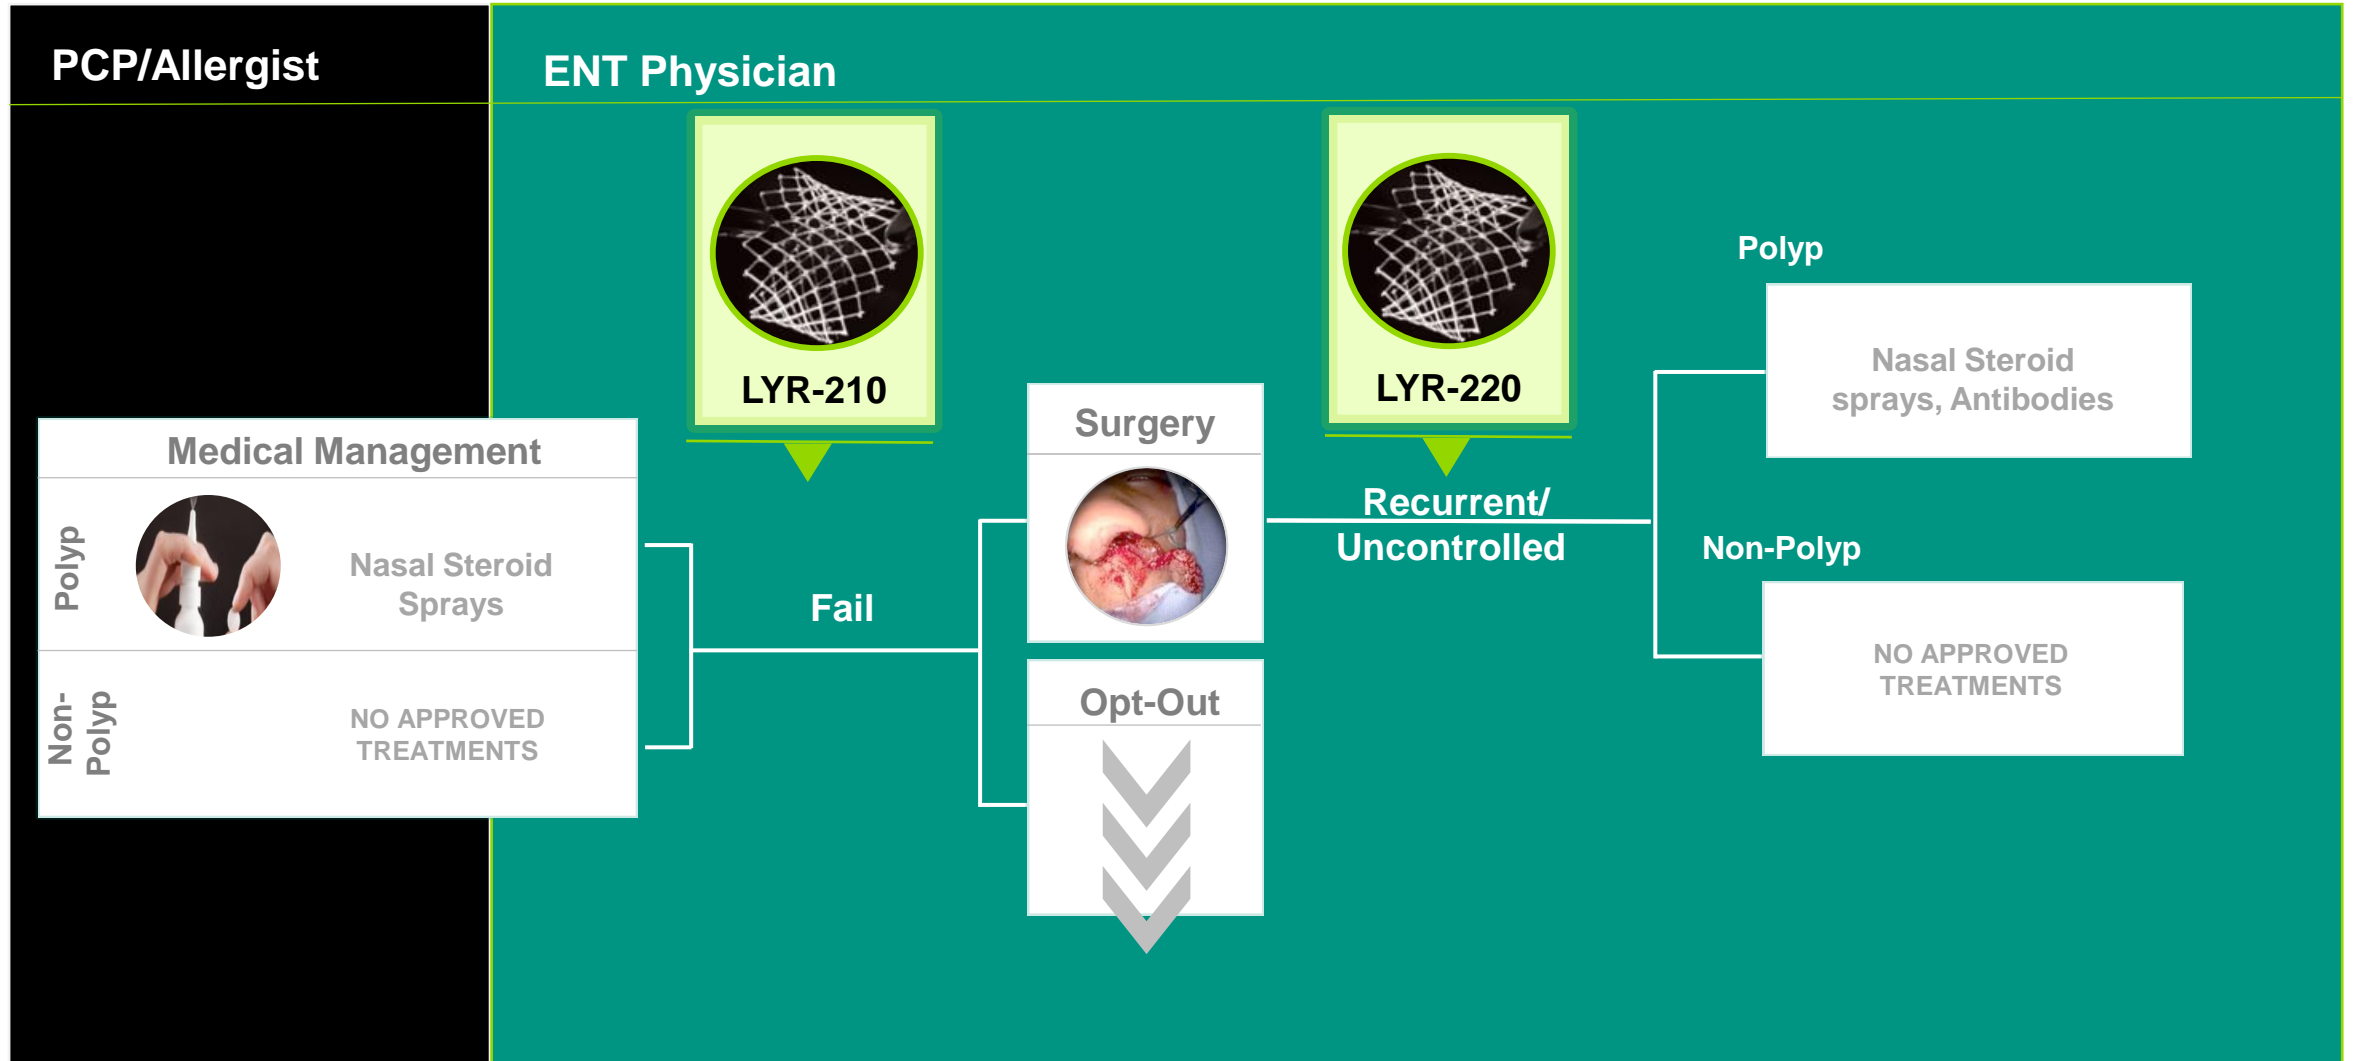 PCP/Allergist
ENT Physician
LYR-210
LYR-220
Medical Management
Polyp
Nasal Steroid
Sprays
Non-
Polyp
NO APPROVED
TREATMENTS
Fail
Surgery
Opt-Out
Recurrent/
Uncontrolled
Polyp
Nasal Steroid
sprays, Antibodies
Non-Polyp
NO APPROVED
TREATMENTS